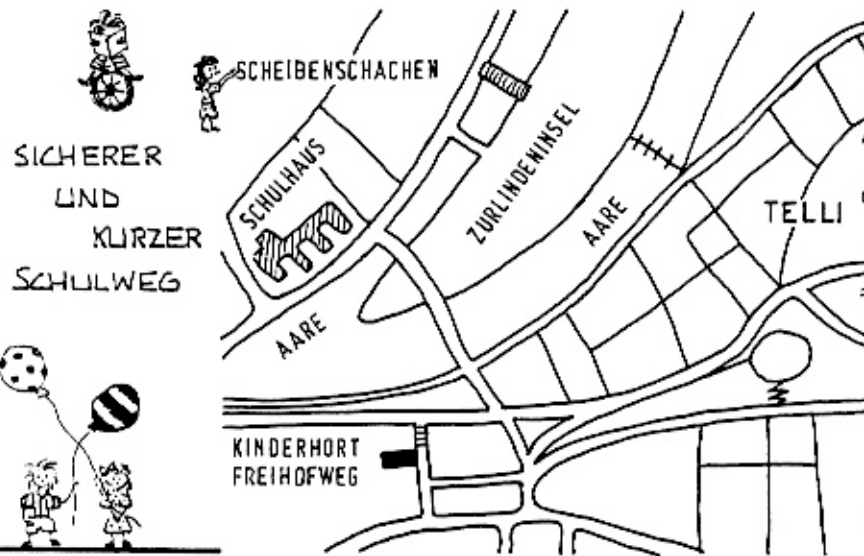 SICHERER
UND
KURZER
SCHULWEG
SCHEIBENSCHACHEN
SCHULHAUS
ZURLINDENINSEL
AARE
TELLI
AARE
KINDERHORT
FREIHOFWEG